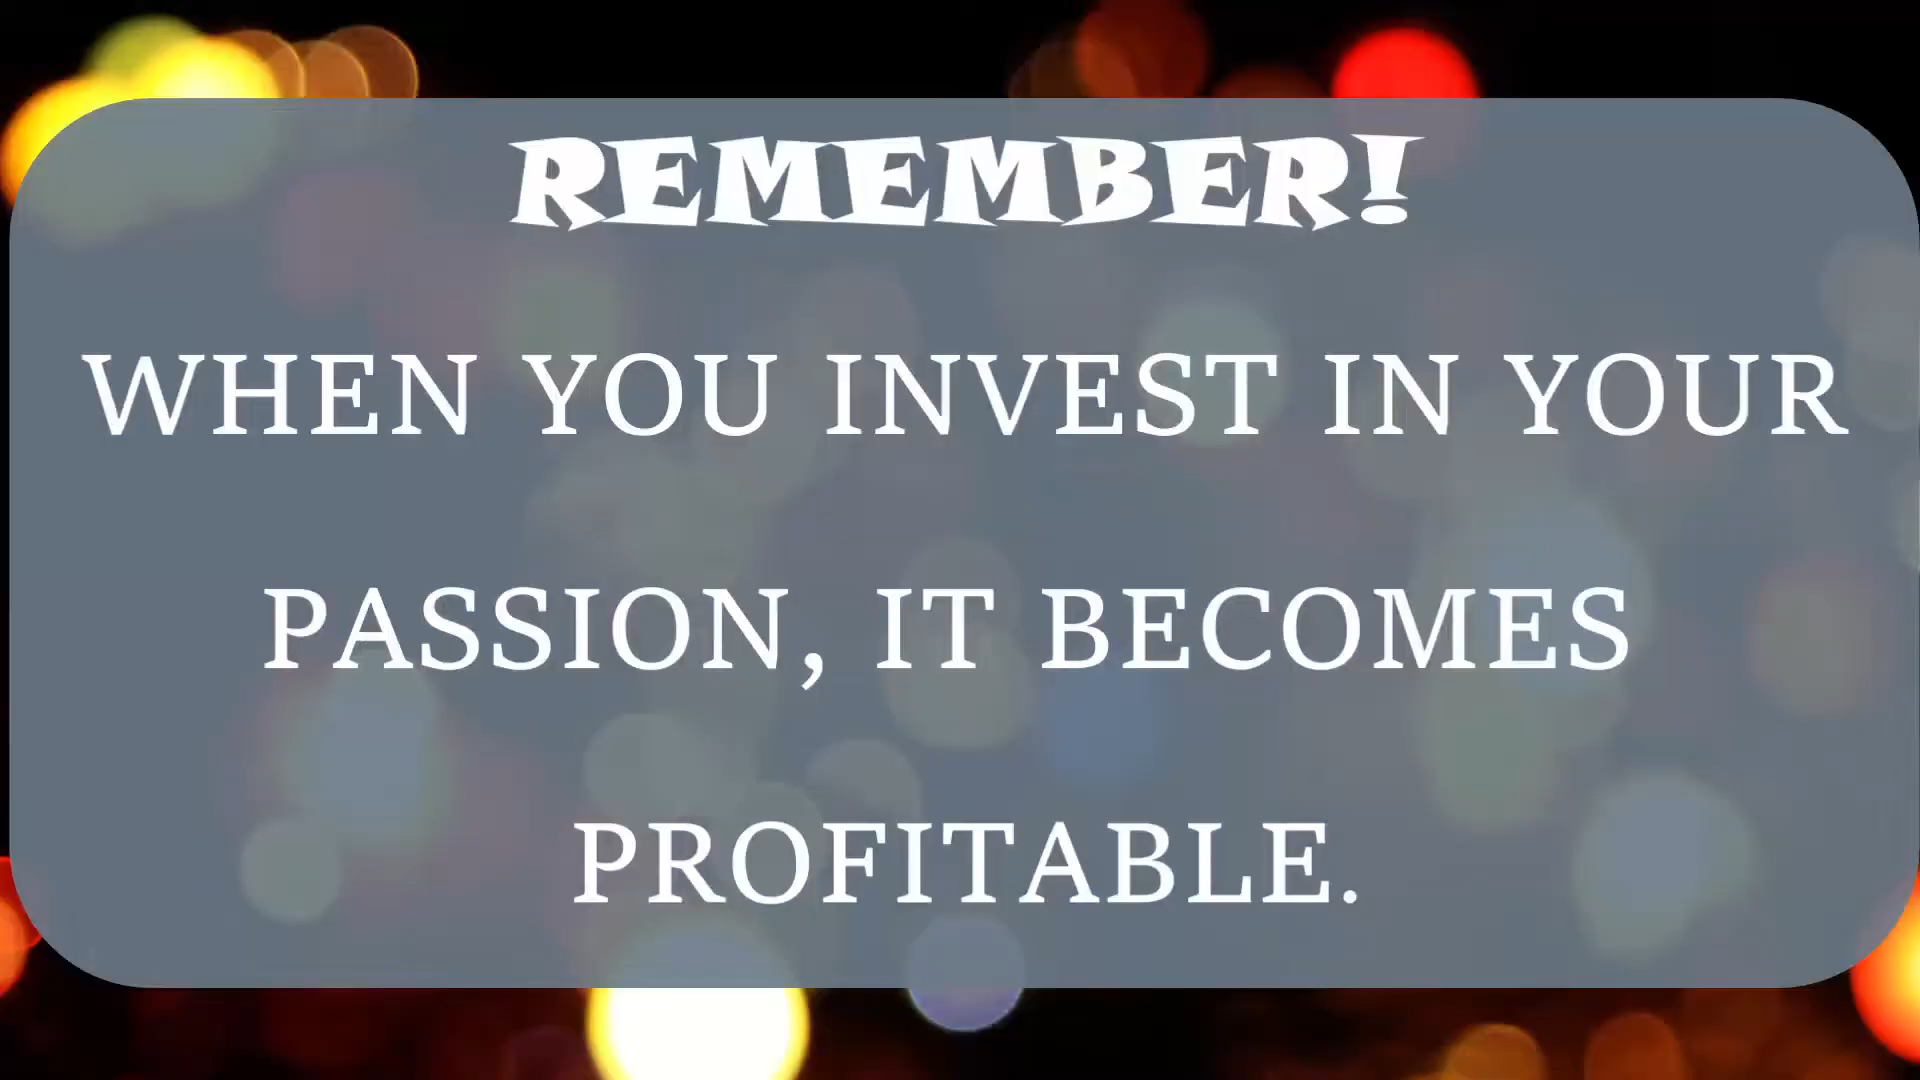 REMEMBER!
WHEN YOU INVEST IN YOUR
PASSION, IT BECOMES
PROFITABLE.